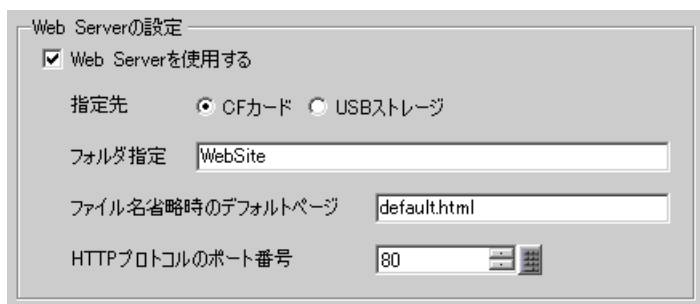 Web Serverの設定
Web Serverを使用する
指定先 CFカード USBストレージ
フォルダ指定 WebSite
ファイル名省略時のデフォルトページ default.html
HTTPプロトコルのポート番号 80